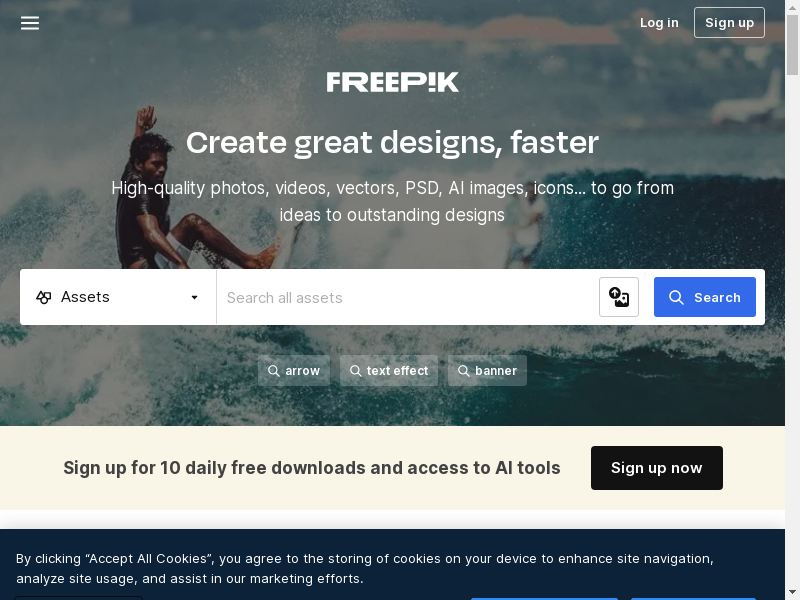 Log in
Sign up
FREEPIK
Create great designs, faster
High-quality photos, videos, vectors, PSD, AI images, icons... to go from
ideas to outstanding designs
Assets
Search all assets
Search
arrow
text effect
banner
Sign up for 10 daily free downloads and access to AI tools
Sign up now
By clicking “Accept All Cookies”, you agree to the storing of cookies on your device to enhance site navigation,
analyze site usage, and assist in our marketing efforts.